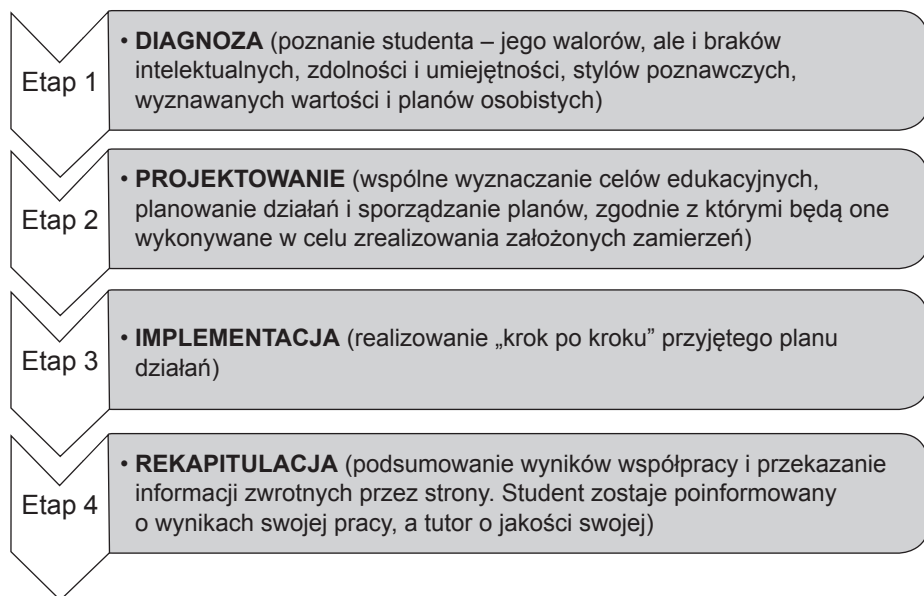 Etap 1
• DIAGNOZA (poznanie studenta – jego walorów, ale i braków
intelektualnych, zdolności i umiejętności, stylów poznawczych,
wyznawanych wartości i planów osobistych)
Etap 2
• PROJEKTOWANIE (wspólne wyznaczanie celów edukacyjnych,
planowanie działań i sporządzanie planów, zgodnie z którymi będą one
wykonywane w celu zrealizowania założonych zamierzeń)
Etap 3
• IMPLEMENTACJA (realizowanie „krok po kroku” przyjętego planu
działań)
Etap 4
• REKAPITULACJA (podsumowanie wyników współpracy i przekazanie
informacji zwrotnych przez strony. Student zostaje poinformowany
o wynikach swojej pracy, a tutor o jakości swojej)